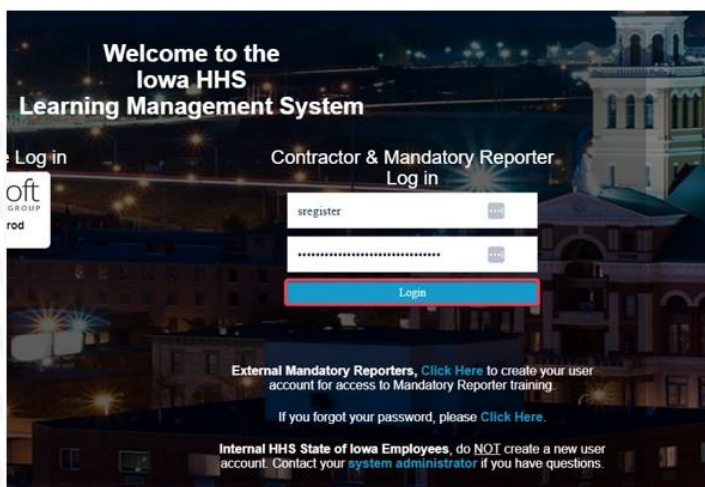 Welcome to the
Iowa HHS
Learning Management System
Log in
oft
GROUP
rod
Contractor & Mandatory Reporter
Log in
sregister
Login
External Mandatory Reporters, Click Here to create your user
account for access to Mandatory Reporter training.
If you forgot your password, please Click Here.
Internal HHS State of Iowa Employees, do NOT create a new user
account. Contact your system administrator if you have questions.